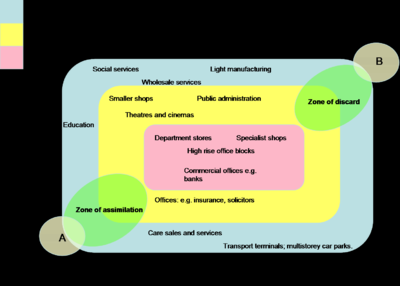 B
Social services
Light manufacturing
Wholesale services
Smaller shops
Public administration
Zone of discard
Theatres and cinemas
Education
Department stores
Specialist shops
High rise office blocks
Commercial offices e.g.
banks
Offices: e.g. insurance, solicitors
Zone of assimilation
A
Care sales and services
Transport terminals; multistorey car parks.